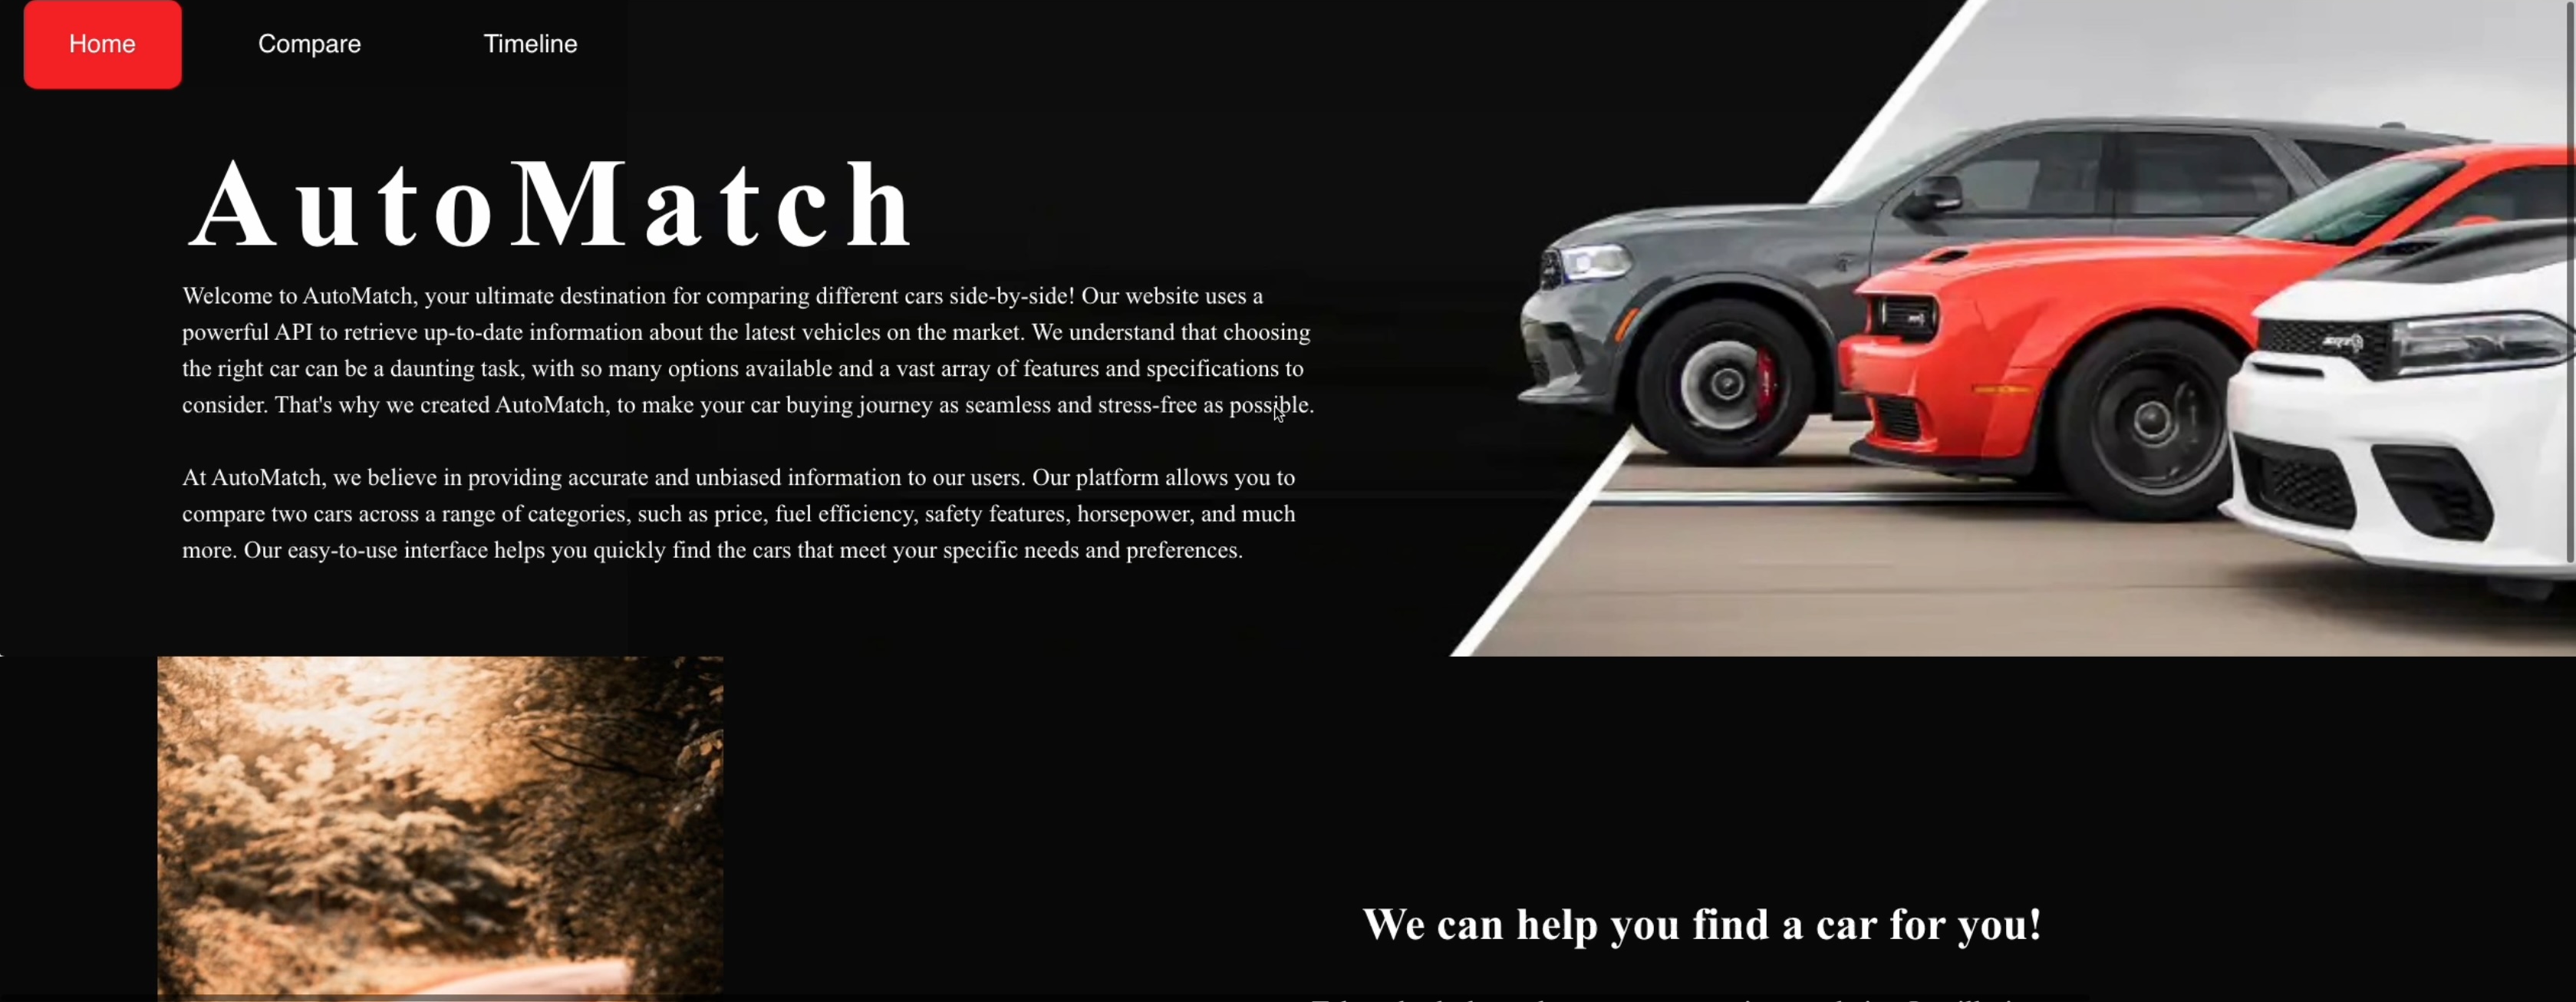 Home
Compare
Timeline
AutoMatch
Welcome to AutoMatch, your ultimate destination for comparing different cars side-by-side! Our website uses a
powerful API to retrieve up-to-date information about the latest vehicles on the market. We understand that choosing
the right car can be a daunting task, with so many options available and a vast array of features and specifications to
consider. That's why we created AutoMatch, to make your car buying journey as seamless and stress-free as possible.
At AutoMatch, we believe in providing accurate and unbiased information to our users. Our platform allows you to
compare two cars across a range of categories, such as price, fuel efficiency, safety features, horsepower, and much
more. Our easy-to-use interface helps you quickly find the cars that meet your specific needs and preferences.
We can help you find a car for you!